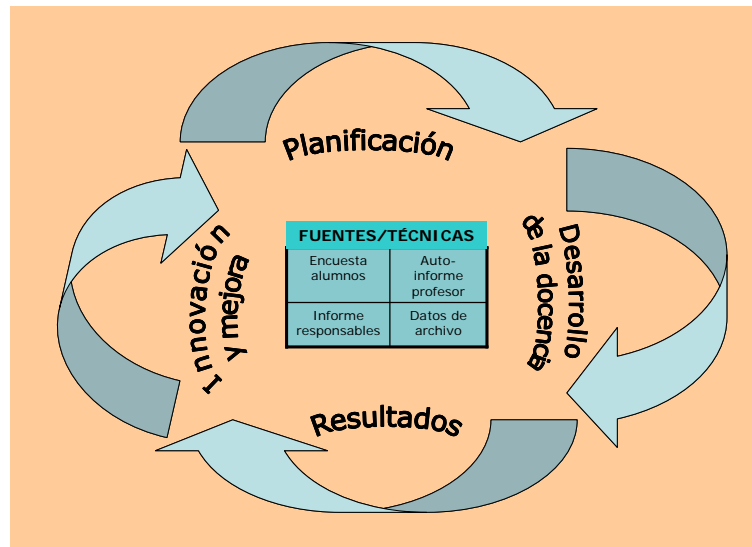 Planificación
Desarrollo
de la docencia
FUENTES/TÉCNICAS
Encuesta
alumnos
Auto-
informe
profesor
Informe
responsables
Datos de
archivo
Resultados
Innovación
y mejora